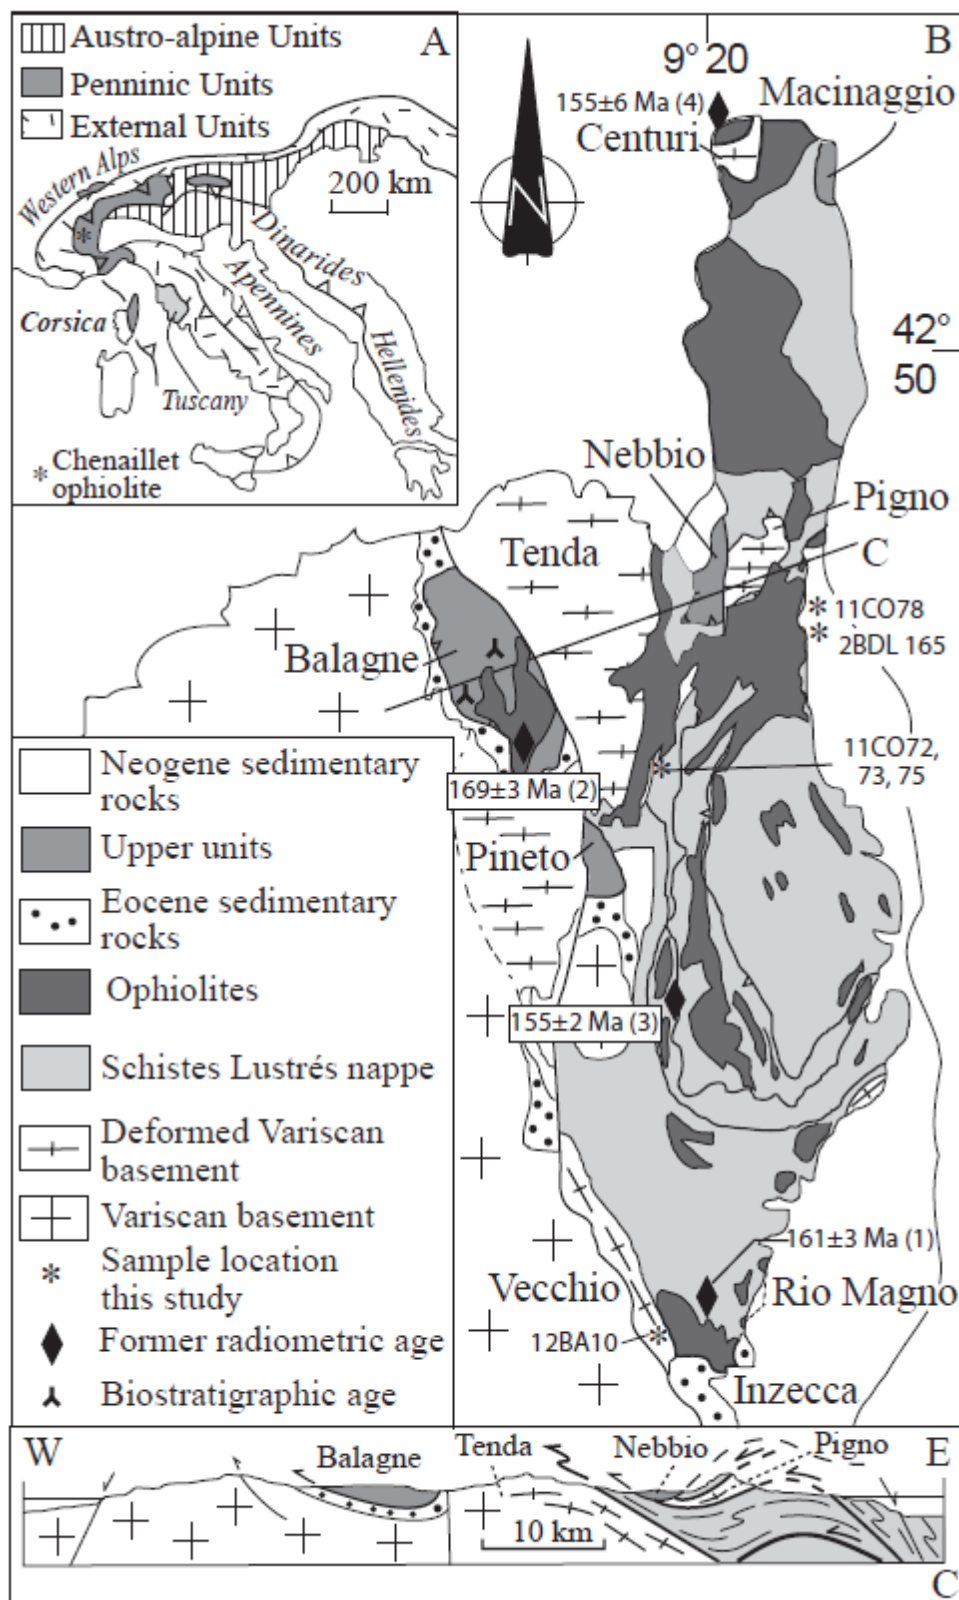 Austro-alpine Units
A
Penninic Units
External Units
Western Alps
200 km
Dinarides
Apennines
Hellenides
Corsica
Tuscany
* Chenaillet
ophiolite
B
9° 20
155±6 Ma (4)
Macinaggio
Centuri
N
42°
50
Nebbio
Pigno
Tenda
C
* 11CO78
* 2BDL 165
Balagne
11CO72,
73, 75
*
169±3 Ma (2)
Pineto
155±2 Ma (3)
161±3 Ma (1)
Vecchio
Rio Magno
12BA10 *
Inzecca
Neogene sedimentary
rocks
Upper units
Eocene sedimentary
rocks
Ophiolites
Schistes Lustrés nappe
Deformed Variscan
basement
Variscan basement
* Sample location
this study
Former radiometric age
Biostratigraphic age
W
Balagne
Tenda
Nebbio
Pigno
E
10 km
C